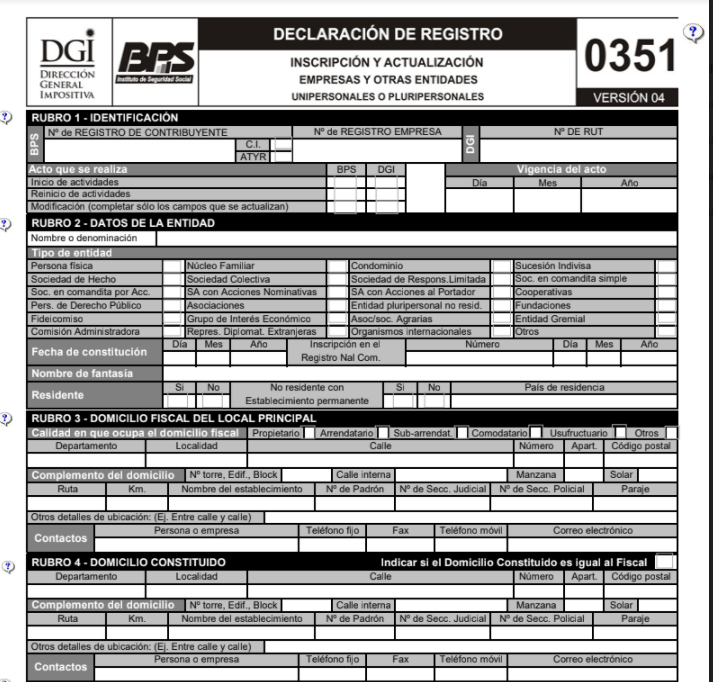 DGI
DIRECCIÓN
GENERAL
IMPOSITIVA
BPS
Instituto de Seguridad Social
DECLARACIÓN DE REGISTRO
INSCRIPCIÓN Y ACTUALIZACIÓN
EMPRESAS Y OTRAS ENTIDADES
UNIPERSONALES O PLURIPERSONALES
0351
VERSIÓN 04
RUBRO 1 - IDENTIFICACIÓN
BPS Nº de REGISTRO DE CONTRIBUYENTE Nº de REGISTRO EMPRESA DGI Nº DE RUT
C.I.
ATYR
Acto que se realiza BPS DGI Vigencia del acto
Inicio de actividades Día Mes Año
Reinicio de actividades
Modificación (completar sólo los campos que se actualizan)
RUBRO 2 - DATOS DE LA ENTIDAD
Nombre o denominación
Tipo de entidad
Persona física Núcleo Familiar Condominio Sucesión Indivisa
Sociedad de Hecho Sociedad Colectiva Sociedad de Respons.Limitada Soc. en comandita simple
Soc. en comandita por Acc. SA con Acciones Nominativas SA con Acciones al Portador Cooperativas
Pers. de Derecho Público Asociaciones Entidad pluripersonal no resid. Fundaciones
Fideicomiso Grupo de Interés Económico Asoc/soc. Agrarias Entidad Gremial
Comisión Administradora Repres. Diplomat. Extranjeras Organismos internacionales Otros
Fecha de constitución Día Mes Año Inscripción en el Registro Nal Com. Número Día Mes Año
Nombre de fantasía
Residente Si No No residente con Establecimiento permanente Si No País de residencia
RUBRO 3 - DOMICILIO FISCAL DEL LOCAL PRINCIPAL
Calidad en que ocupa el domicilio fiscal Propietario Arrendatario Sub-arrendat. Comodatario Usufructuario Otros
Departamento Localidad Calle Número Apart. Código postal
Complemento del domicilio Nº torre, Edif., Block Calle interna Manzana Solar
Ruta Km. Nombre del establecimiento Nº de Padrón Nº de Secc. Judicial Nº de Secc. Policial Paraje
Otros detalles de ubicación: (Ej. Entre calle y calle)
Contactos Persona o empresa Teléfono fijo Fax Teléfono móvil Correo electrónico
RUBRO 4 - DOMICILIO CONSTITUIDO Indicar si el Domicilio Constituido es igual al Fiscal
Departamento Localidad Calle Número Apart. Código postal
Complemento del domicilio Nº torre, Edif., Block Calle interna Manzana Solar
Ruta Km. Nombre del establecimiento Nº de Padrón Nº de Secc. Judicial Nº de Secc. Policial Paraje
Otros detalles de ubicación: (Ej. Entre calle y calle)
Contactos Persona o empresa Teléfono fijo Fax Teléfono móvil Correo electrónico